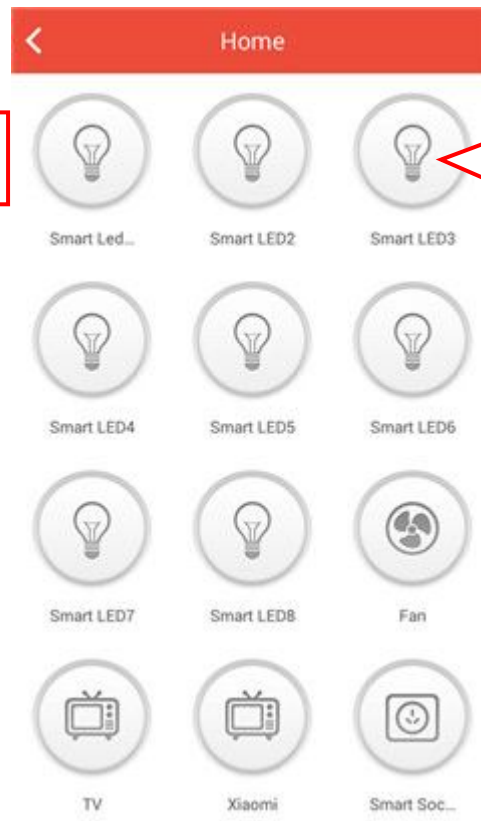 Home
Smart Led...
Smart LED2
Smart LED3
Smart LED4
Smart LED5
Smart LED6
Smart LED7
Smart LED8
Fan
TV
Xiaomi
Smart Soc...